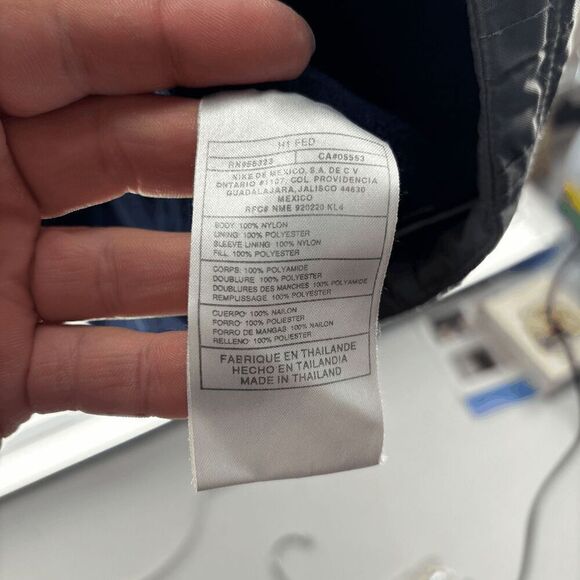 H1 FED
RN#56323 CA#05553
NIKE DE MEXICO, S.A. DE C.V
ONTARIO #1107, COL. PROVIDENCIA
GUADALAJARA, JALISCO 44630
MEXICO
RFC# NME 920220 KL4
BODY: 100% NYLON
LINING: 100% POLYESTER
SLEEVE LINING: 100% NYLON
FILL: 100% POLYESTER
CORPS: 100% POLYAMIDE
DOUBLURE: 100% POLYESTER
DOUBLURES DES MANCHES: 100% POLYAMIDE
REMPLISSAGE: 100% POLYESTER
CUERPO: 100% NAILON
FORRO: 100% POLIESTER
FORRO DE MANGAS: 100% NAILON
RELLENO: 100% POLIESTER
FABRIQUE EN THAILANDE
HECHO EN TAILANDIA
MADE IN THAILAND